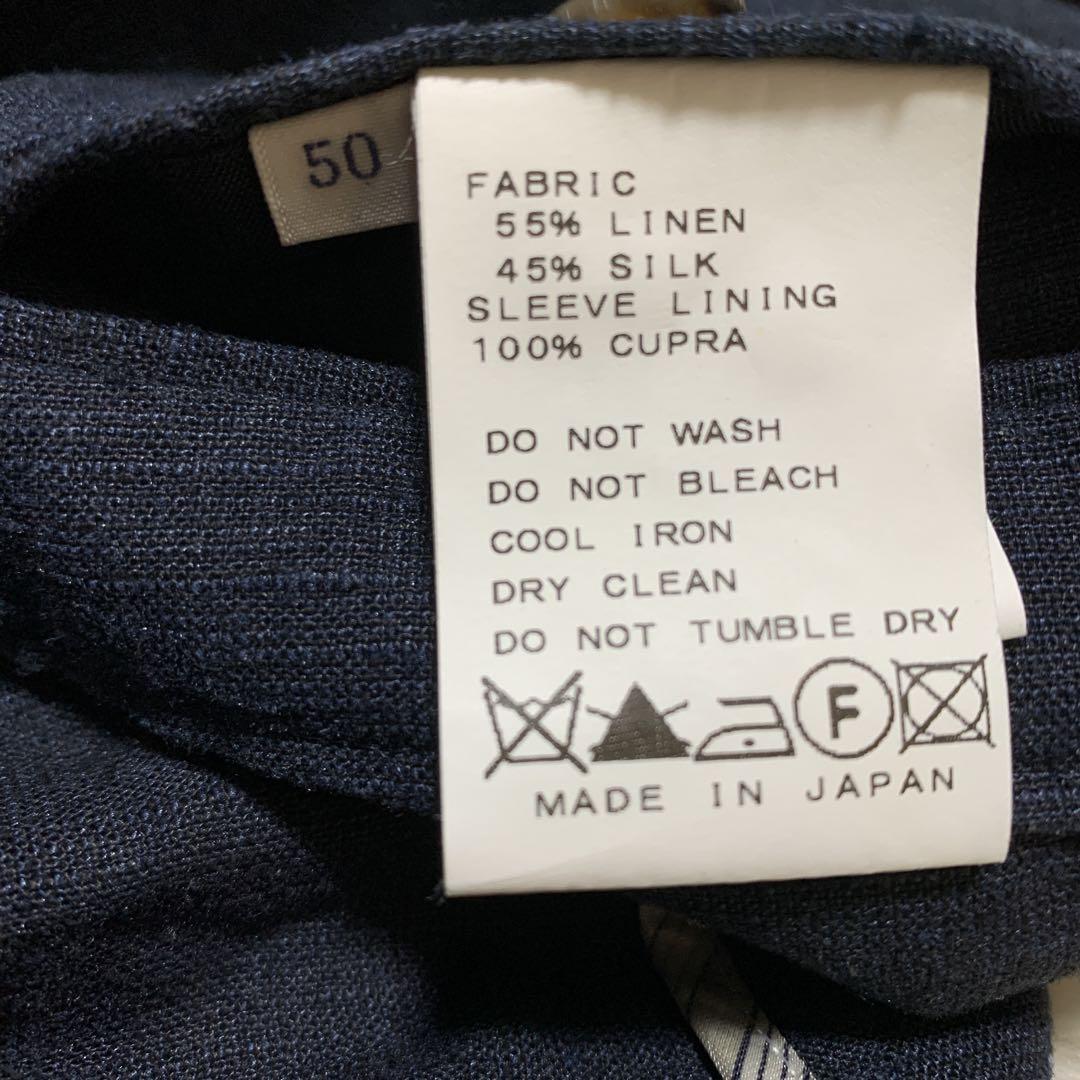 50
FABRIC
55% LINEN
45% SILK
SLEEVE LINING
100% CUPRA
DO NOT WASH
DO NOT BLEACH
COOL IRON
DRY CLEAN
DO NOT TUMBLE DRY
F
MADE IN JAPAN